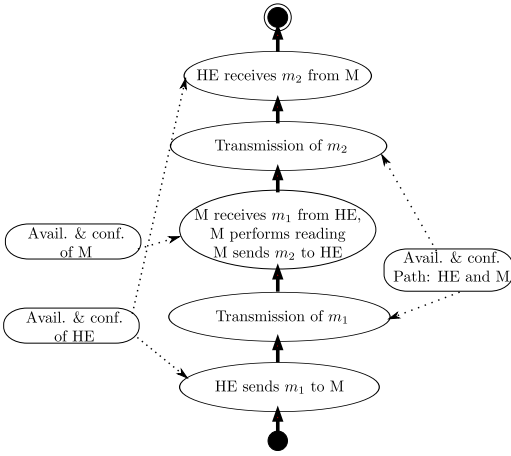 HE receives m₂ from M
Transmission of m₂
M receives m₁ from HE,
M performs reading
M sends m₂ to HE
Avail. & conf.
of M
Avail. & conf.
Path: HE and M
Avail. & conf.
of HE
Transmission of m₁
HE sends m₁ to M